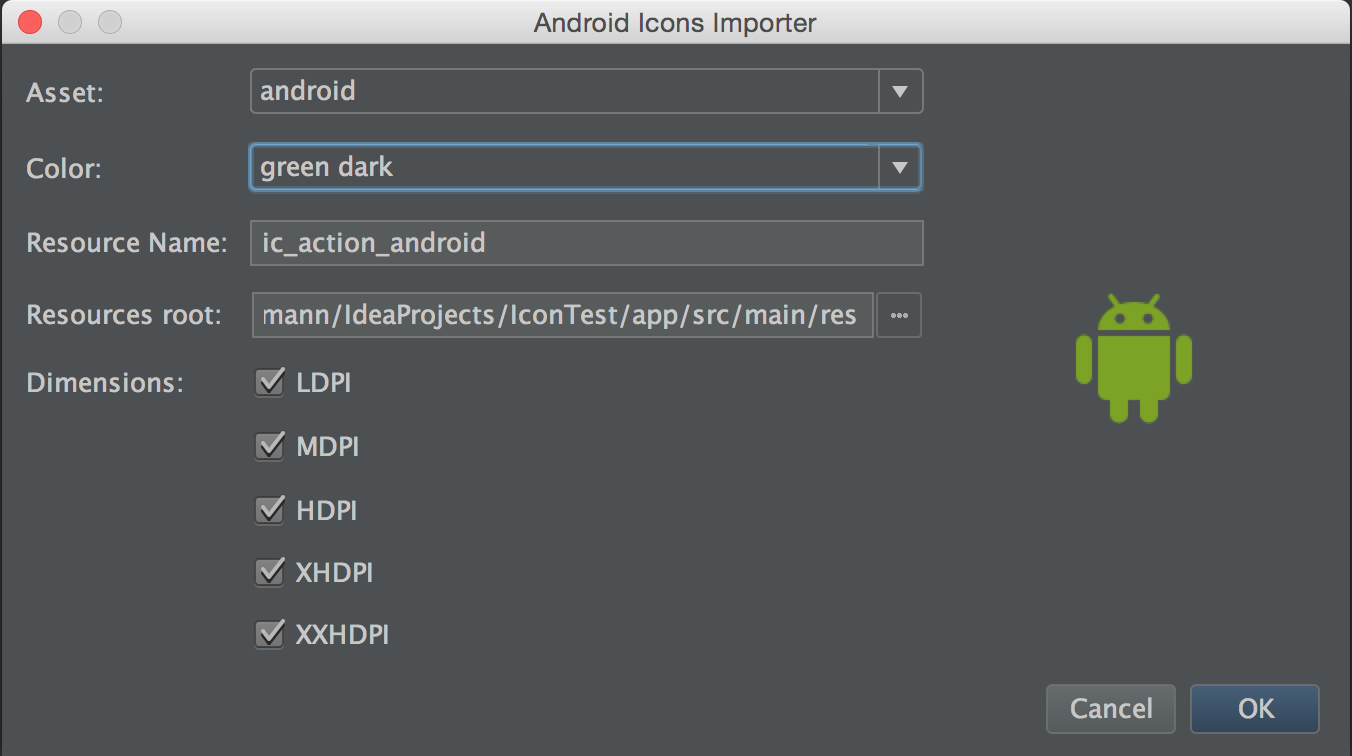 Android Icons Importer
Asset: android
Color: green dark
Resource Name: ic_action_android
Resources root: mann/IdeaProjects/IconTest/app/src/main/res ...
Dimensions: LDPI
MDPI
HDPI
XHDPI
XXHDPI
Cancel OK